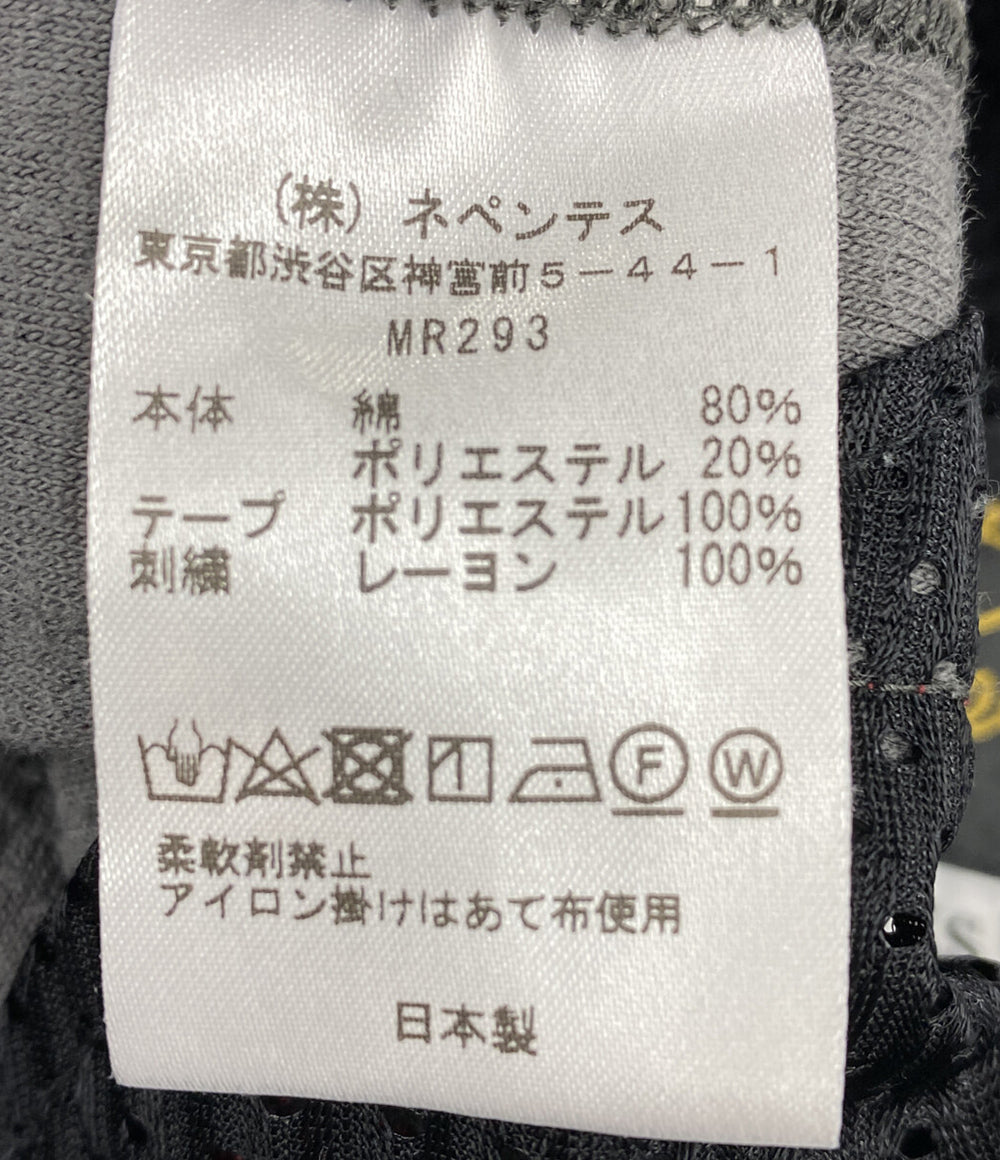 (株) ネペンテス
東京都渋谷区神宮前5-44-1
MR293
本体 綿 80%
ポリエステル 20%
テープ ポリエステル 100%
刺繍 レーヨン 100%
F W
柔軟剤禁止
アイロン掛けはあて布使用
日本製